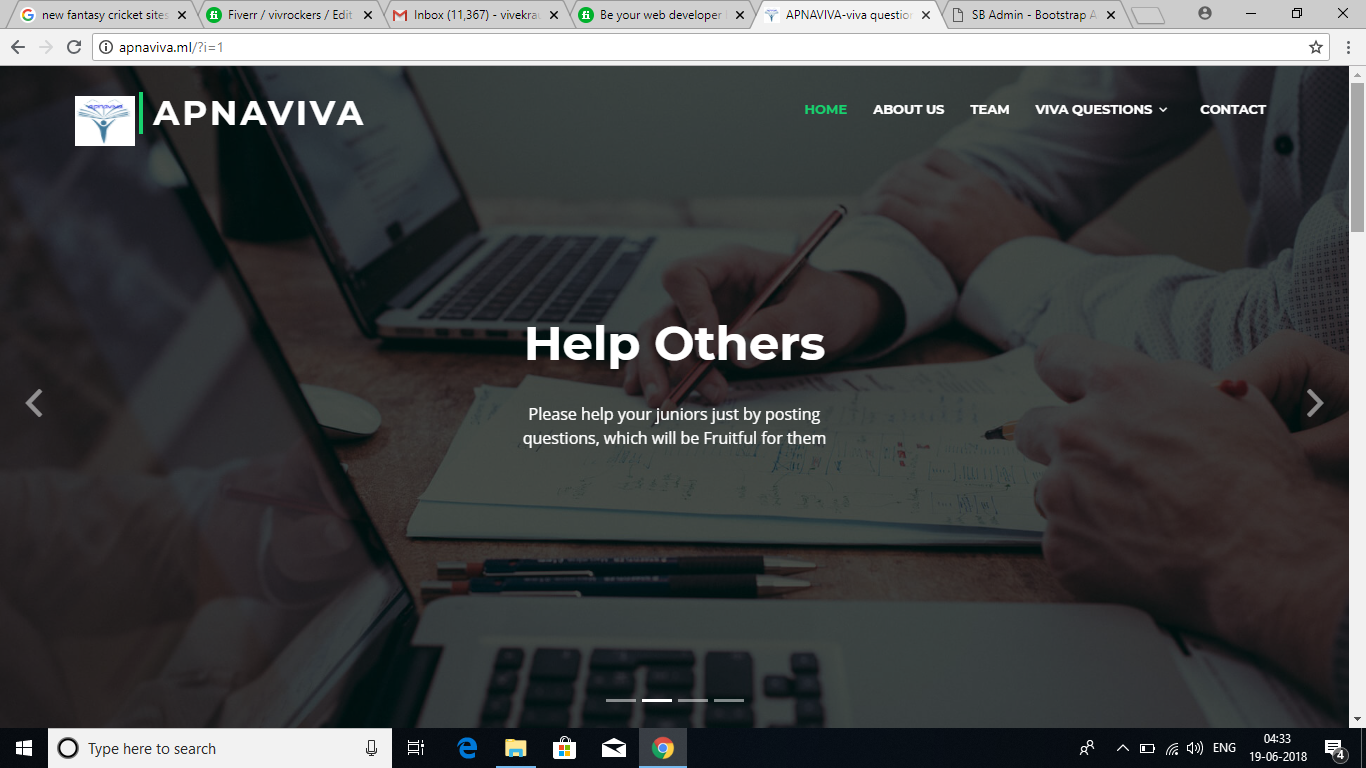 new fantasy cricket sites
Fiverr / vivrockers / Edit
Inbox (11,367) - vivekra
Be your web developer
APNAVIVA-viva question
SB Admin - Bootstrap A
apnaviva.ml/?i=1
APNAVIVA
HOME
ABOUT US
TEAM
VIVA QUESTIONS
CONTACT
Help Others
Please help your juniors just by posting
questions, which will be Fruitful for them
Type here to search
ENG
04:33
19-06-2018
4